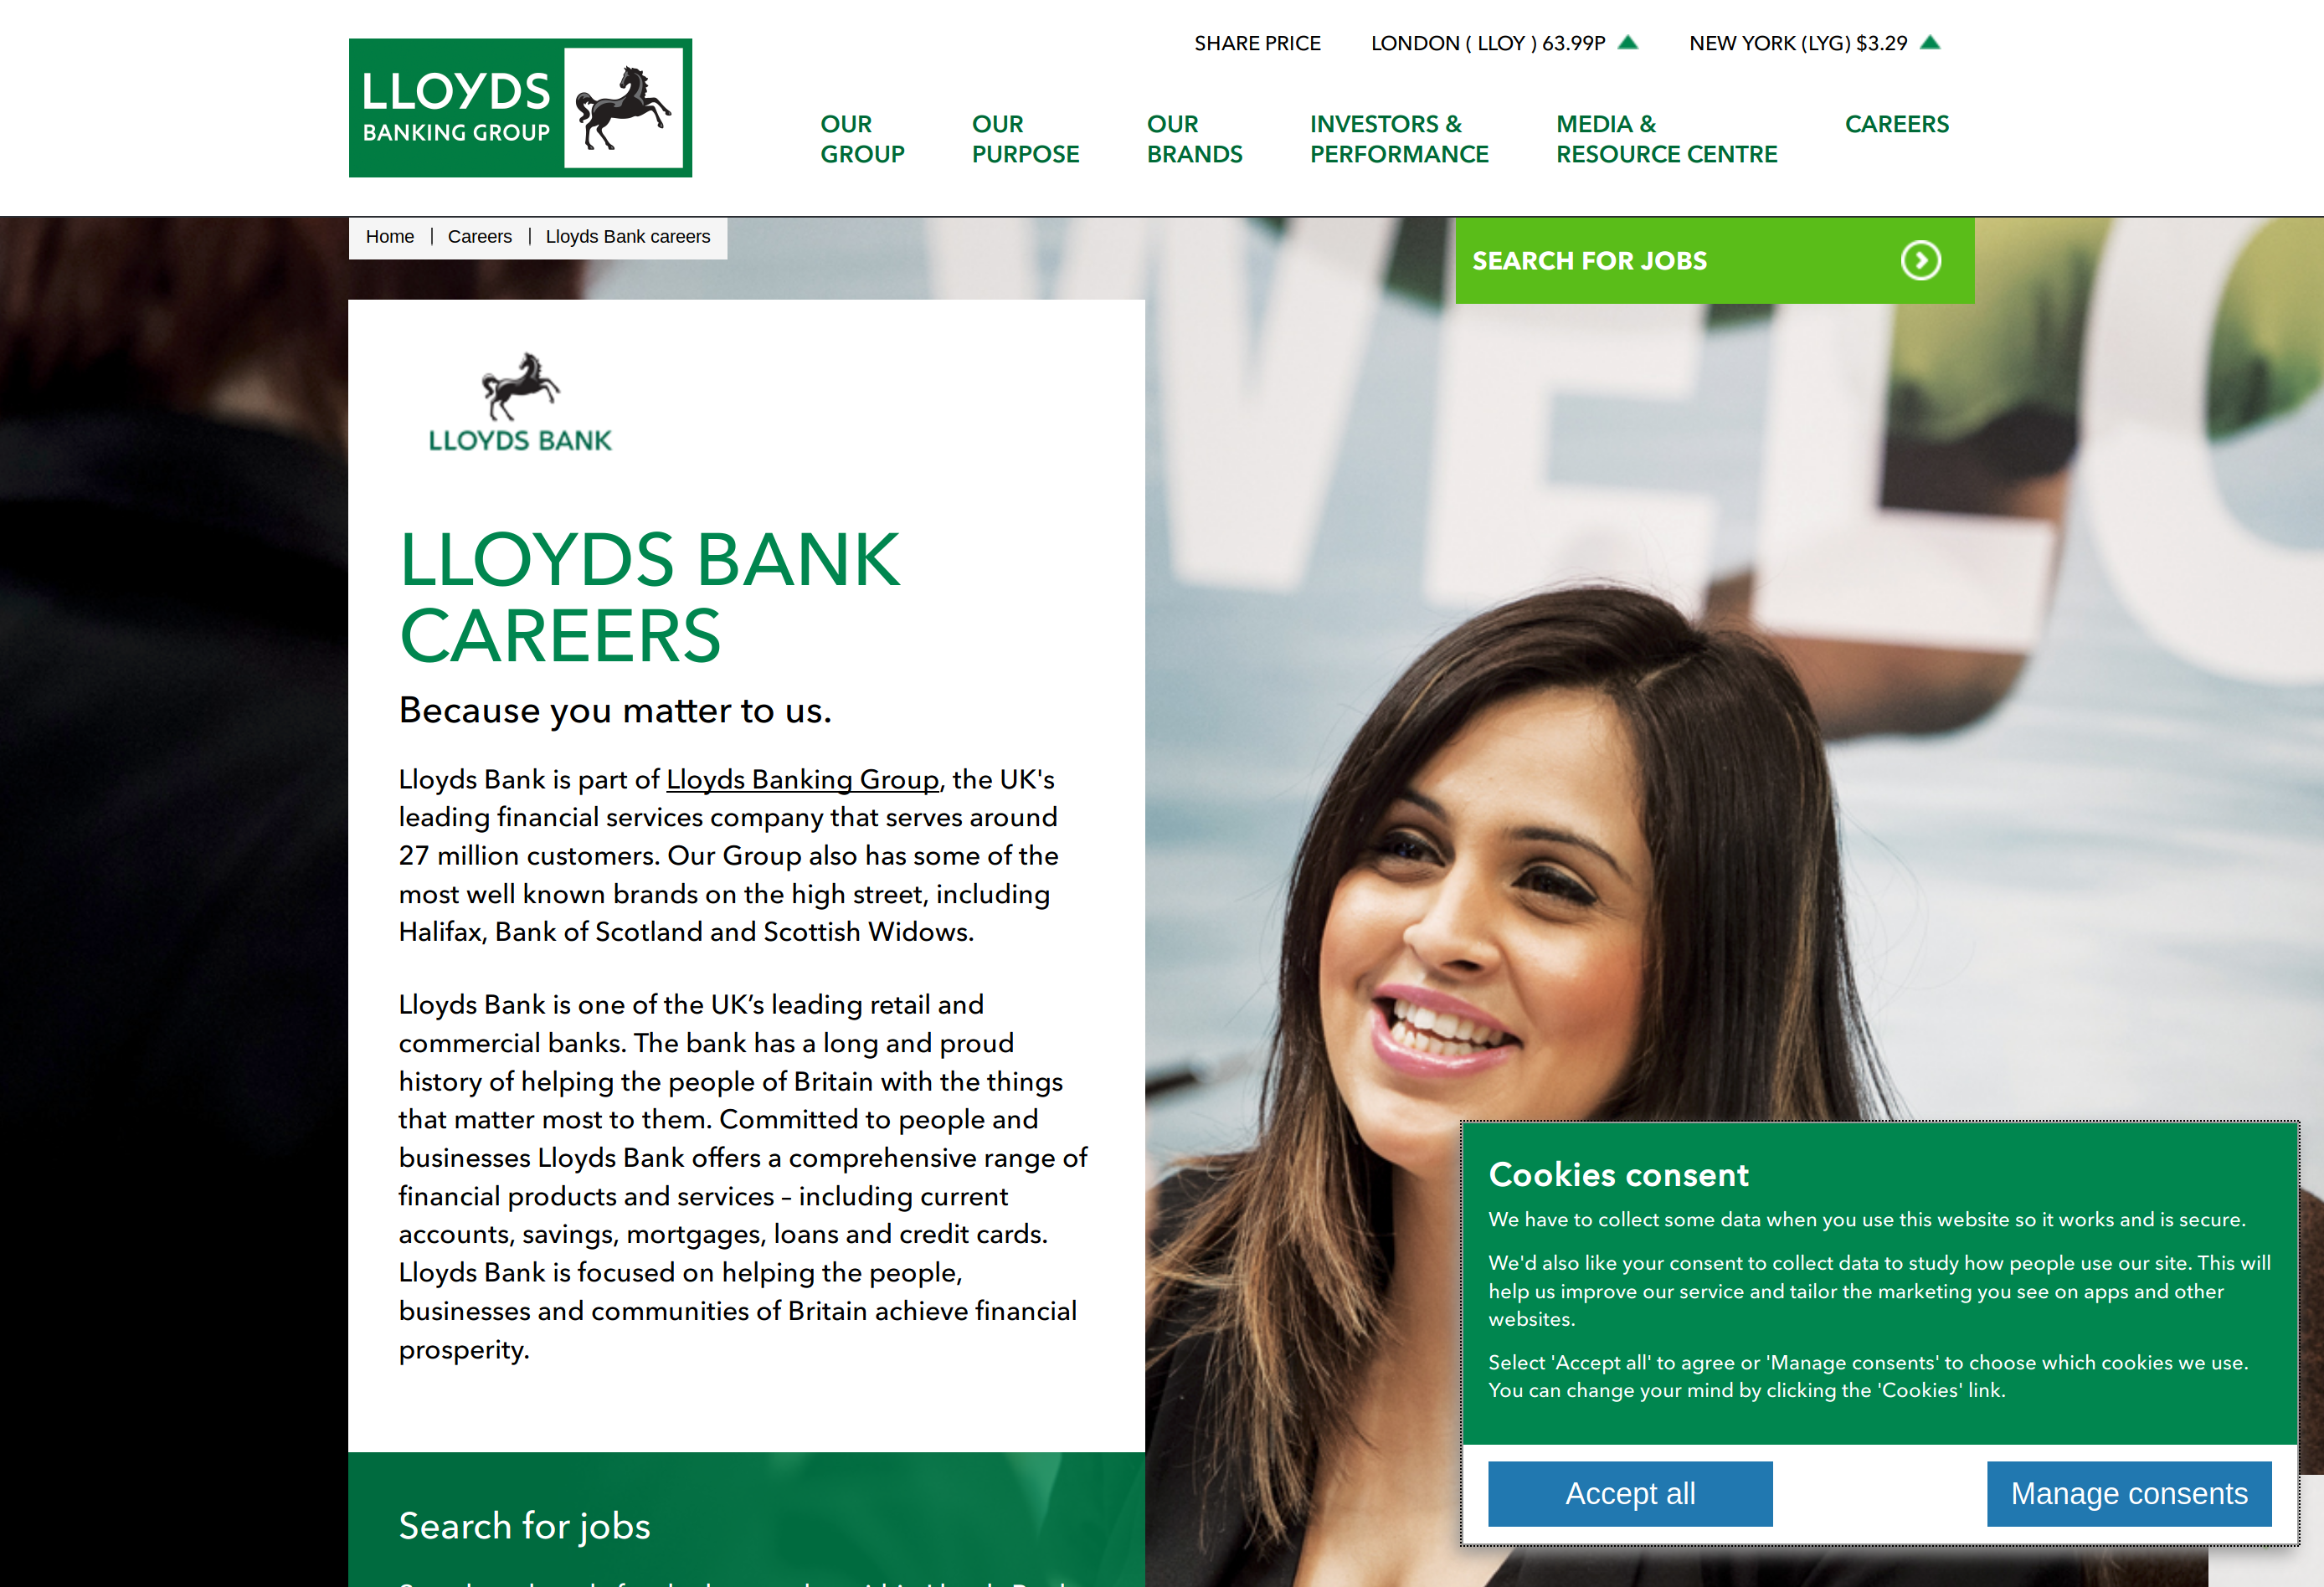 SHARE PRICE LONDON ( LLOY ) 63.99P NEW YORK (LYG) $3.29
LLOYDS
BANKING GROUP
OUR GROUP
OUR PURPOSE
OUR BRANDS
INVESTORS & PERFORMANCE
MEDIA & RESOURCE CENTRE
CAREERS
Home | Careers | Lloyds Bank careers
SEARCH FOR JOBS
WELC
LLOYDS BANK
LLOYDS BANK
CAREERS
Because you matter to us.
Lloyds Bank is part of Lloyds Banking Group, the UK's
leading financial services company that serves around
27 million customers. Our Group also has some of the
most well known brands on the high street, including
Halifax, Bank of Scotland and Scottish Widows.
Lloyds Bank is one of the UK’s leading retail and
commercial banks. The bank has a long and proud
history of helping the people of Britain with the things
that matter most to them. Committed to people and
businesses Lloyds Bank offers a comprehensive range of
financial products and services – including current
accounts, savings, mortgages, loans and credit cards.
Lloyds Bank is focused on helping the people,
businesses and communities of Britain achieve financial
prosperity.
Search for jobs
Cookies consent
We have to collect some data when you use this website so it works and is secure.
We'd also like your consent to collect data to study how people use our site. This will
help us improve our service and tailor the marketing you see on apps and other
websites.
Select 'Accept all' to agree or 'Manage consents' to choose which cookies we use.
You can change your mind by clicking the 'Cookies' link.
Accept all
Manage consents